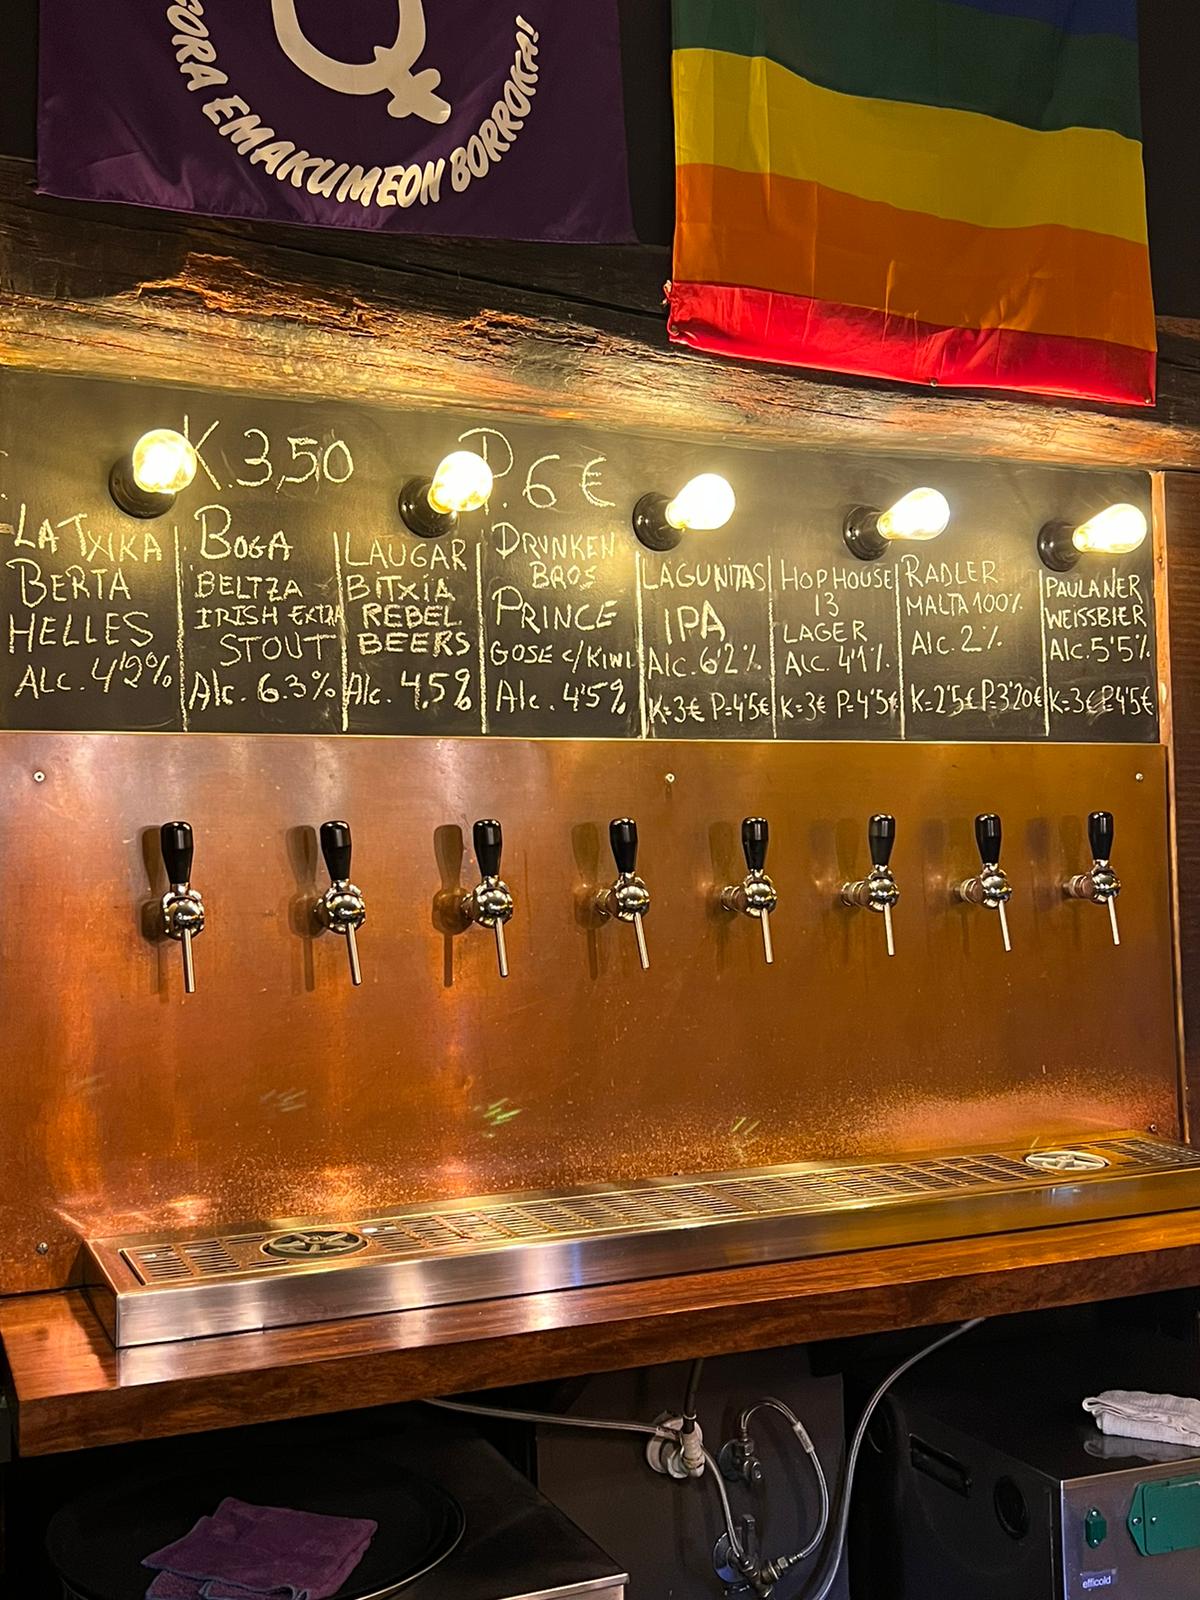 GORA EMAKUMEON BORROKA!
K.3,50 P.6 €
LA TXIKA
BERTA
HELLES
Alc. 4'9%
BOGA
BELTZA
IRISH EXTRA
STOUT
Alc. 6.3%
LAUGAR
BITXIA
REBEL
BEERS
Alc. 4.5%
DRUNKEN
BROS
PRINCE
GOSE C/KIWI
Alc. 4'5%
LAGUNITAS
IPA
Alc. 6'2%
K=3€ P=4'5€
HOP HOUSE
13
LAGER
Alc. 4'1%
K=3€ P=4'5€
RADLER
MALTA 100%
Alc. 2%
K=2'5€ P=3'20€
PAULANER
WEISSBIER
Alc. 5'5%
K=3€ P=4'5€
efficold